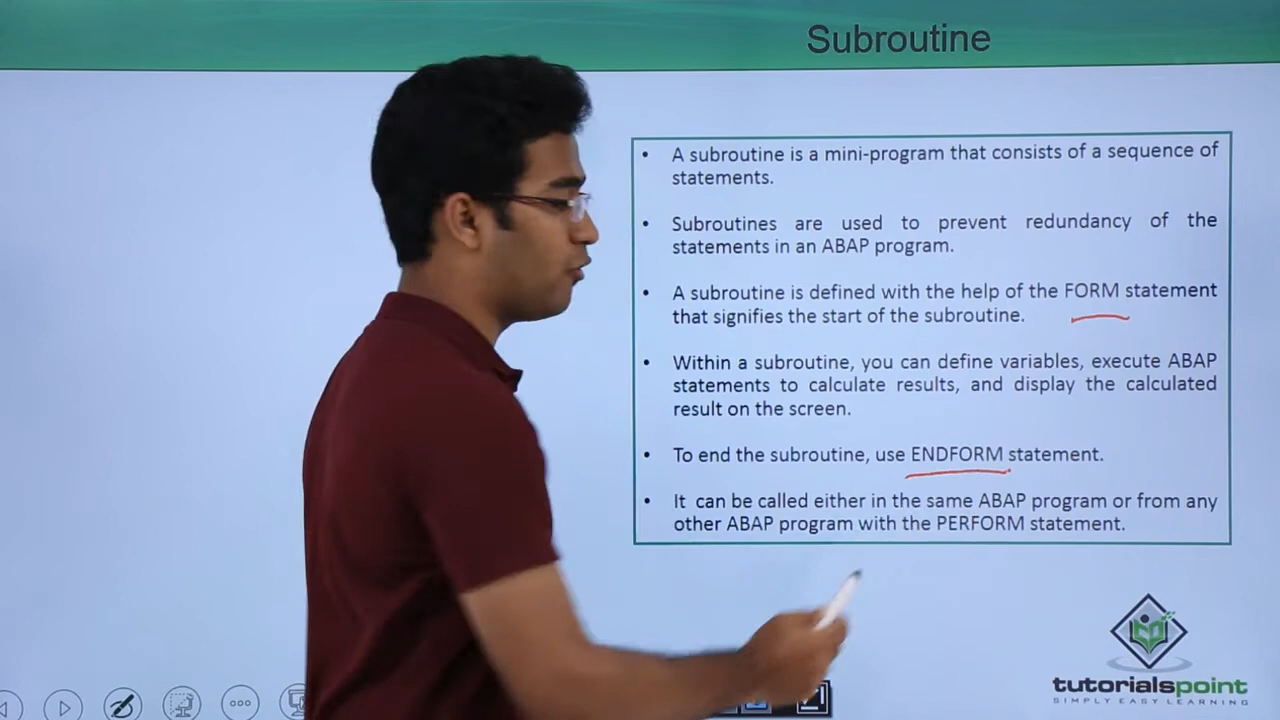 Subroutine
• A subroutine is a mini-program that consists of a sequence of
statements.
• Subroutines are used to prevent redundancy of the
statements in an ABAP program.
• A subroutine is defined with the help of the FORM statement
that signifies the start of the subroutine.
• Within a subroutine, you can define variables, execute ABAP
statements to calculate results, and display the calculated
result on the screen.
• To end the subroutine, use ENDFORM statement.
• It can be called either in the same ABAP program or from any
other ABAP program with the PERFORM statement.
tutorialspoint
SIMPLY EASY LEARNING